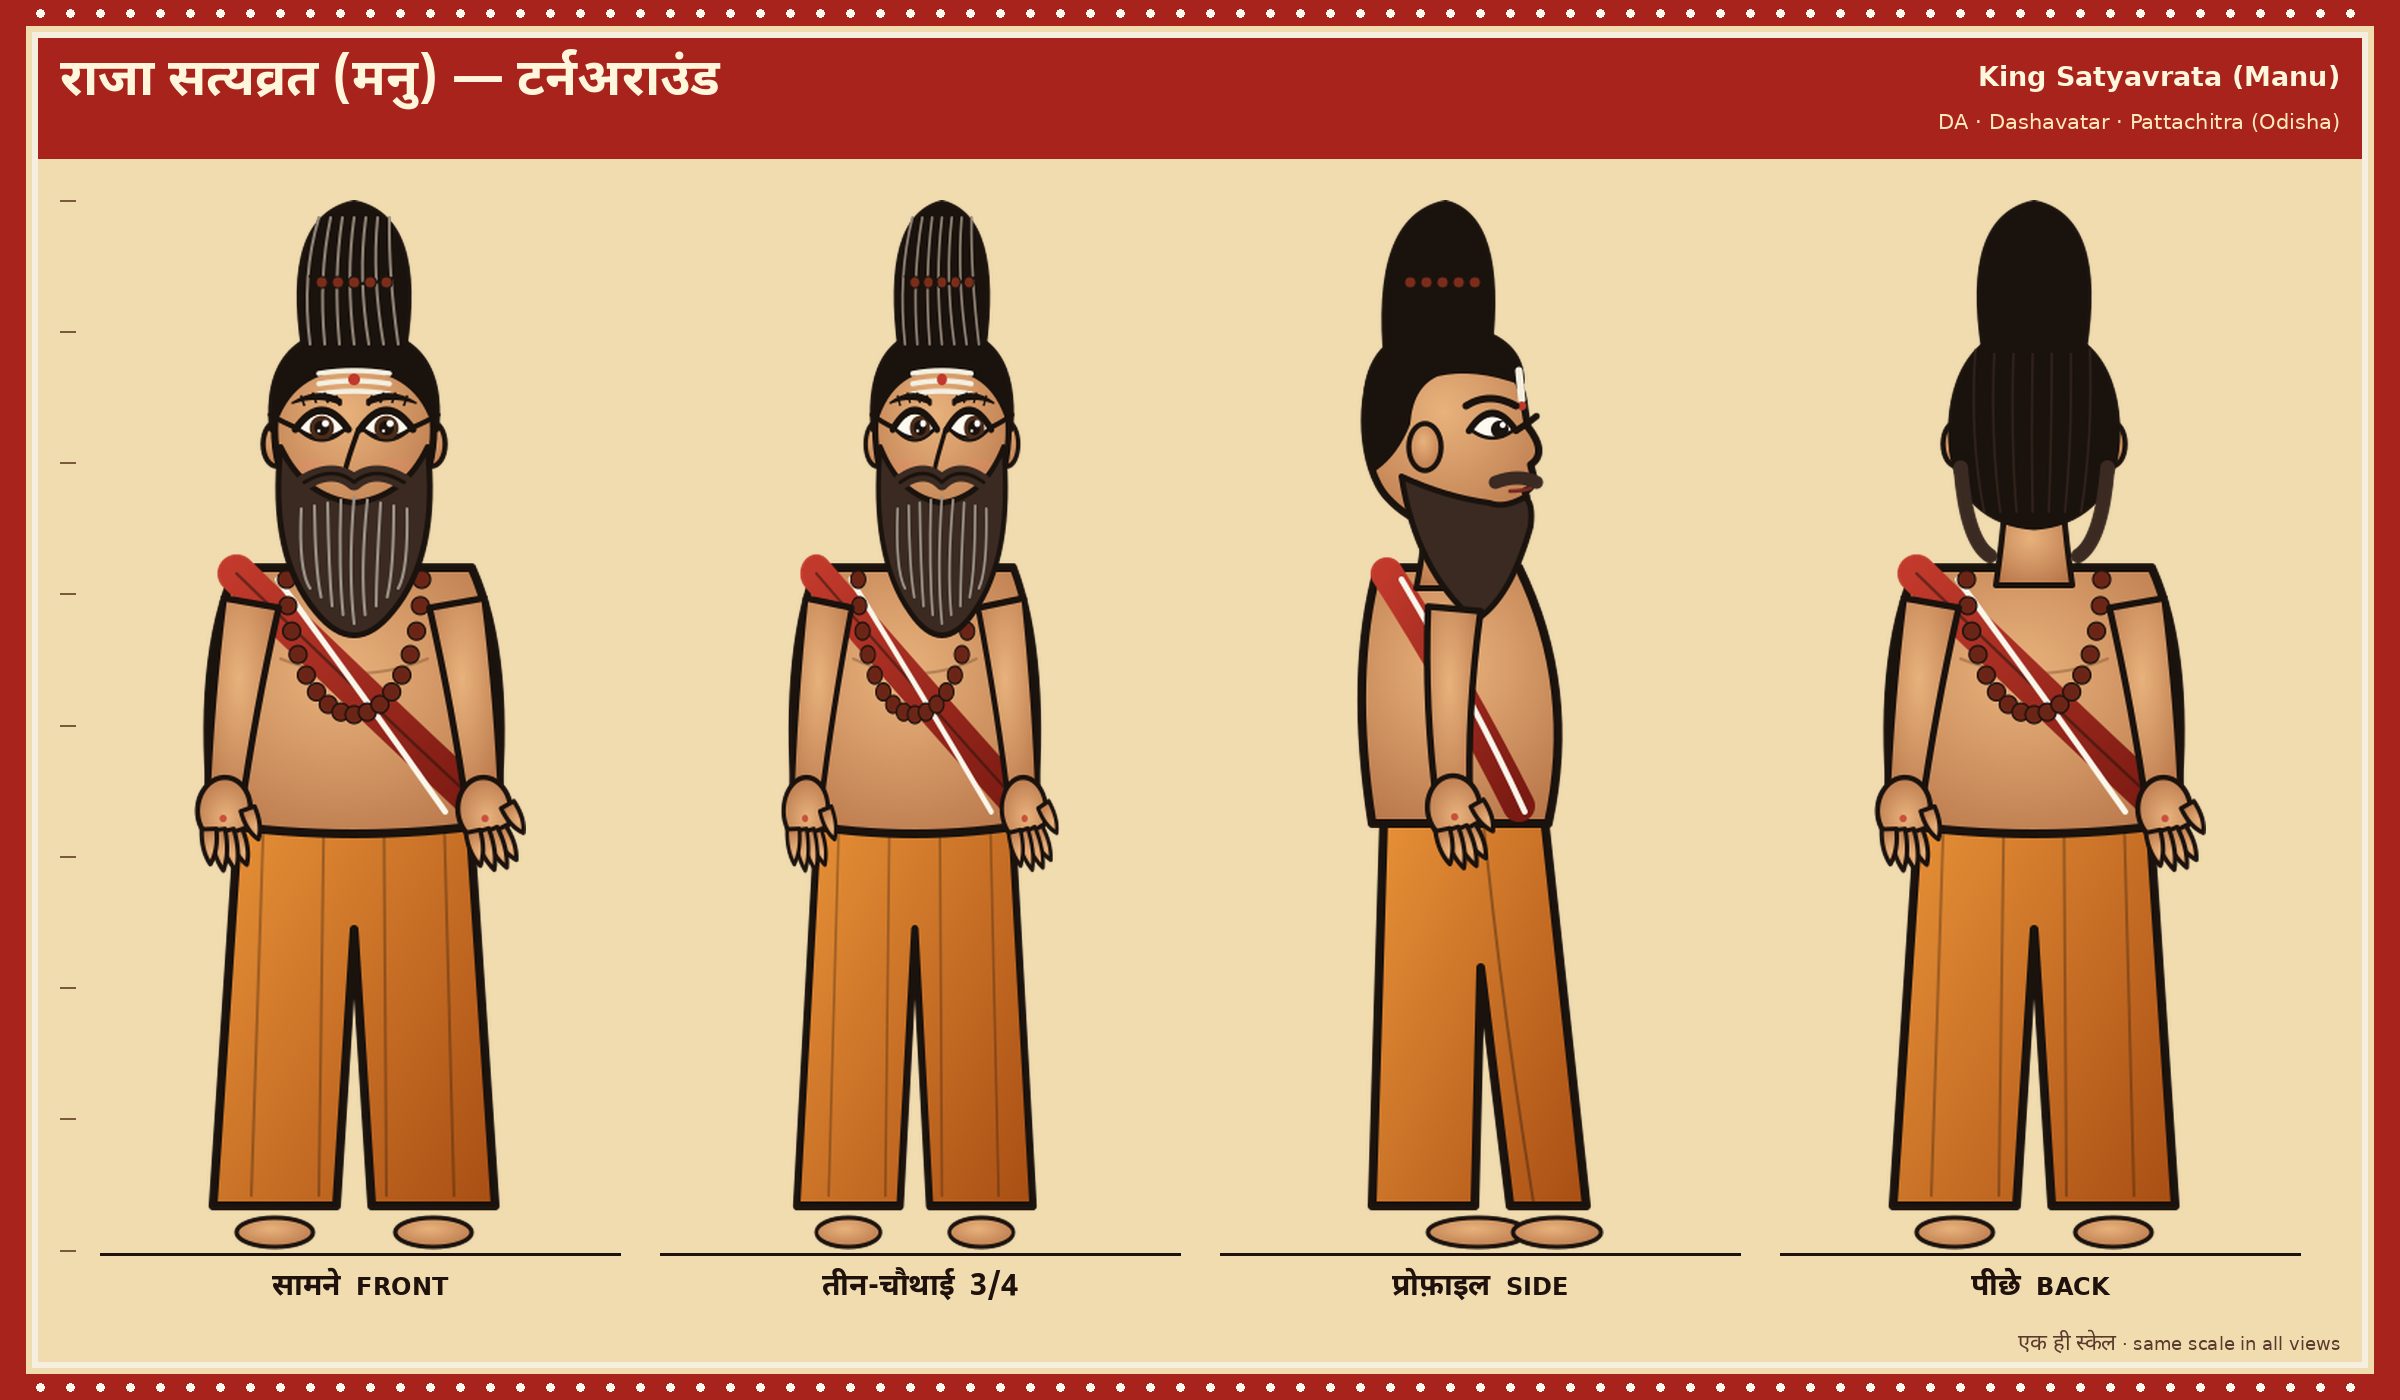 राजा सत्यव्रत (मनु) — टर्नअराउंड
King Satyavrata (Manu)
DA · Dashavatar · Pattachitra (Odisha)
सामने FRONT
तीन-चौथाई 3/4
प्रोफ़ाइल SIDE
पीछे BACK
एक ही स्केल · same scale in all views